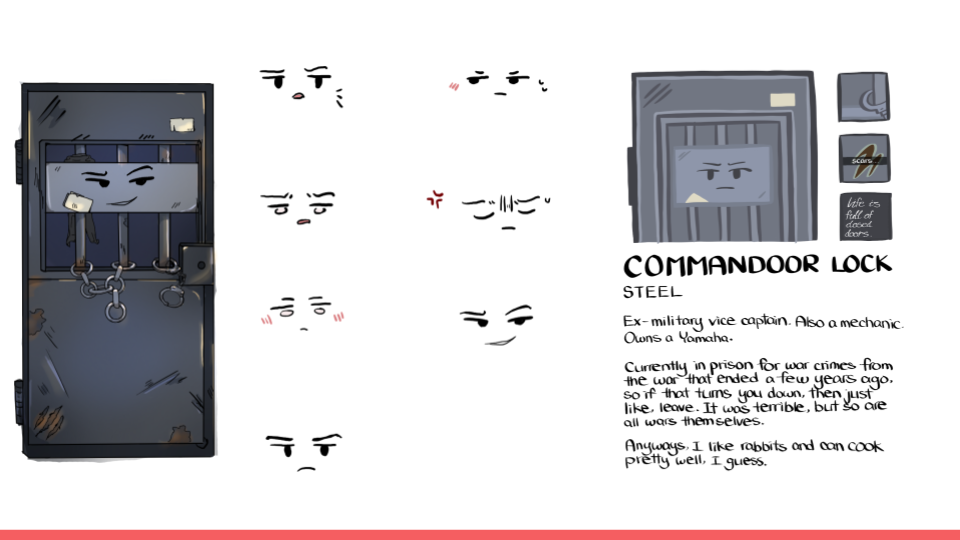 scars
Life is
full of
closed
doors.
COMMANDOOR LOCK
STEEL
Ex-military vice captain. Also a mechanic.
Owns a Yamaha.
Currently in prison for war crimes from
the war that ended a few years ago,
so if that turns you down, then just
like, leave. It was terrible, but so are
all wars themselves.
Anyways, I like rabbits and can cook
pretty well, I guess.